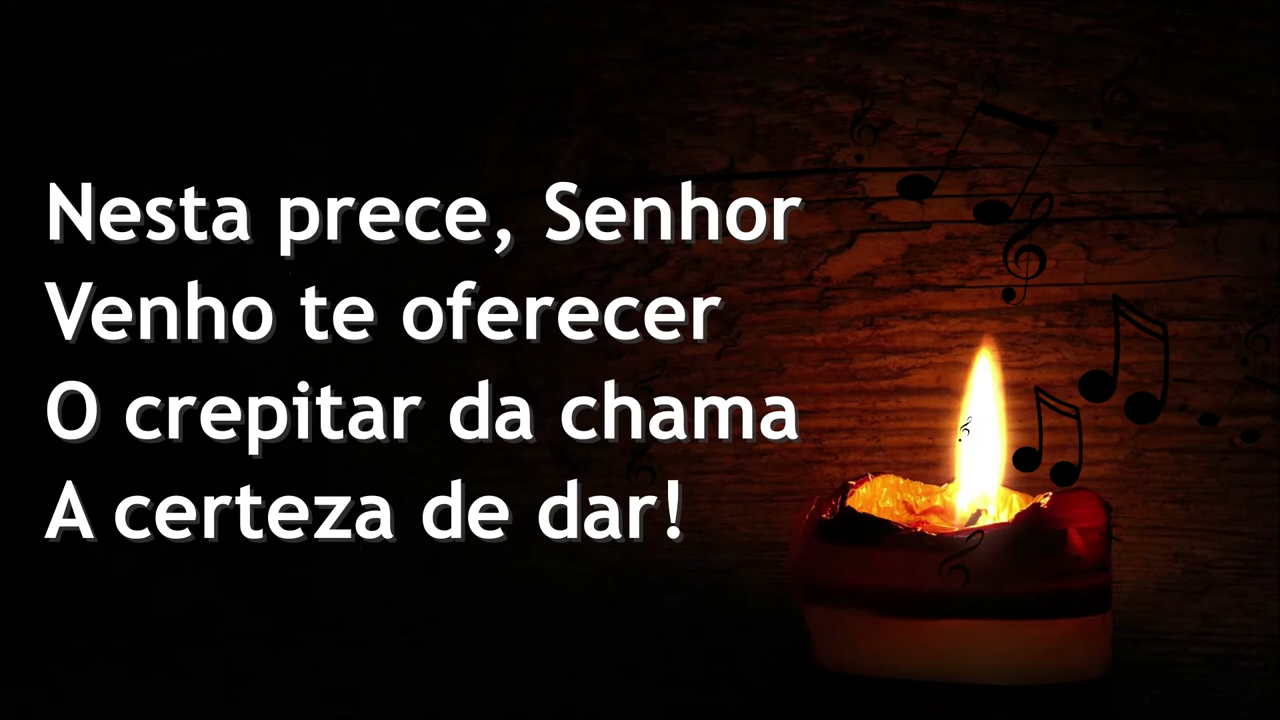 Nesta prece, Senhor
Venho te oferecer
O crepitar da chama
A certeza de dar!